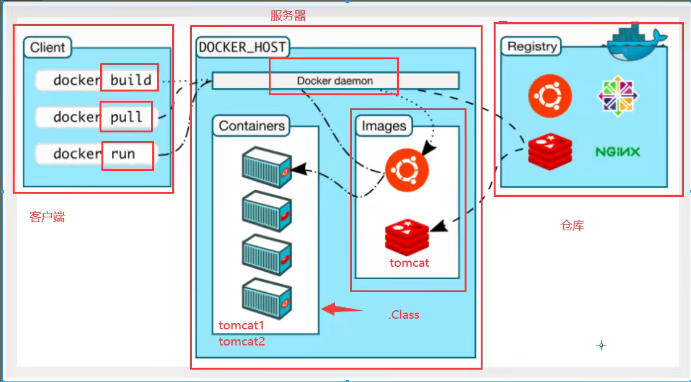 服务器
Client
docker build
docker pull
docker run
客户端
DOCKER_HOST
Docker daemon
Containers
tomcat1
tomcat2
Images
tomcat
.Class
Registry
NGINX
仓库